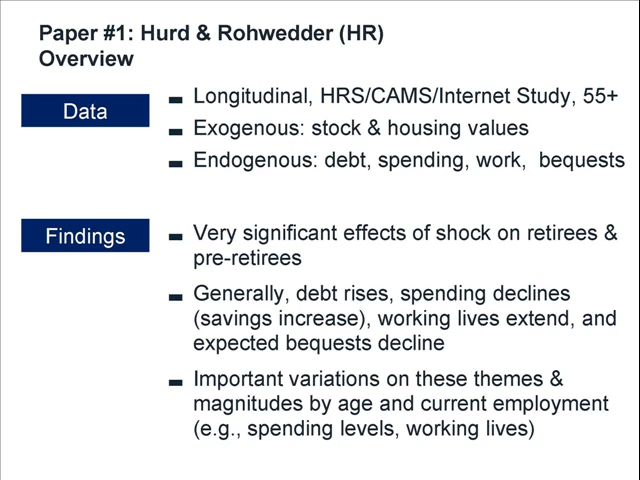 Paper #1: Hurd & Rohwedder (HR)
Overview
Data
Longitudinal, HRS/CAMS/Internet Study, 55+
Exogenous: stock & housing values
Endogenous: debt, spending, work, bequests
Findings
Very significant effects of shock on retirees &
pre-retirees
Generally, debt rises, spending declines
(savings increase), working lives extend, and
expected bequests decline
Important variations on these themes &
magnitudes by age and current employment
(e.g., spending levels, working lives)